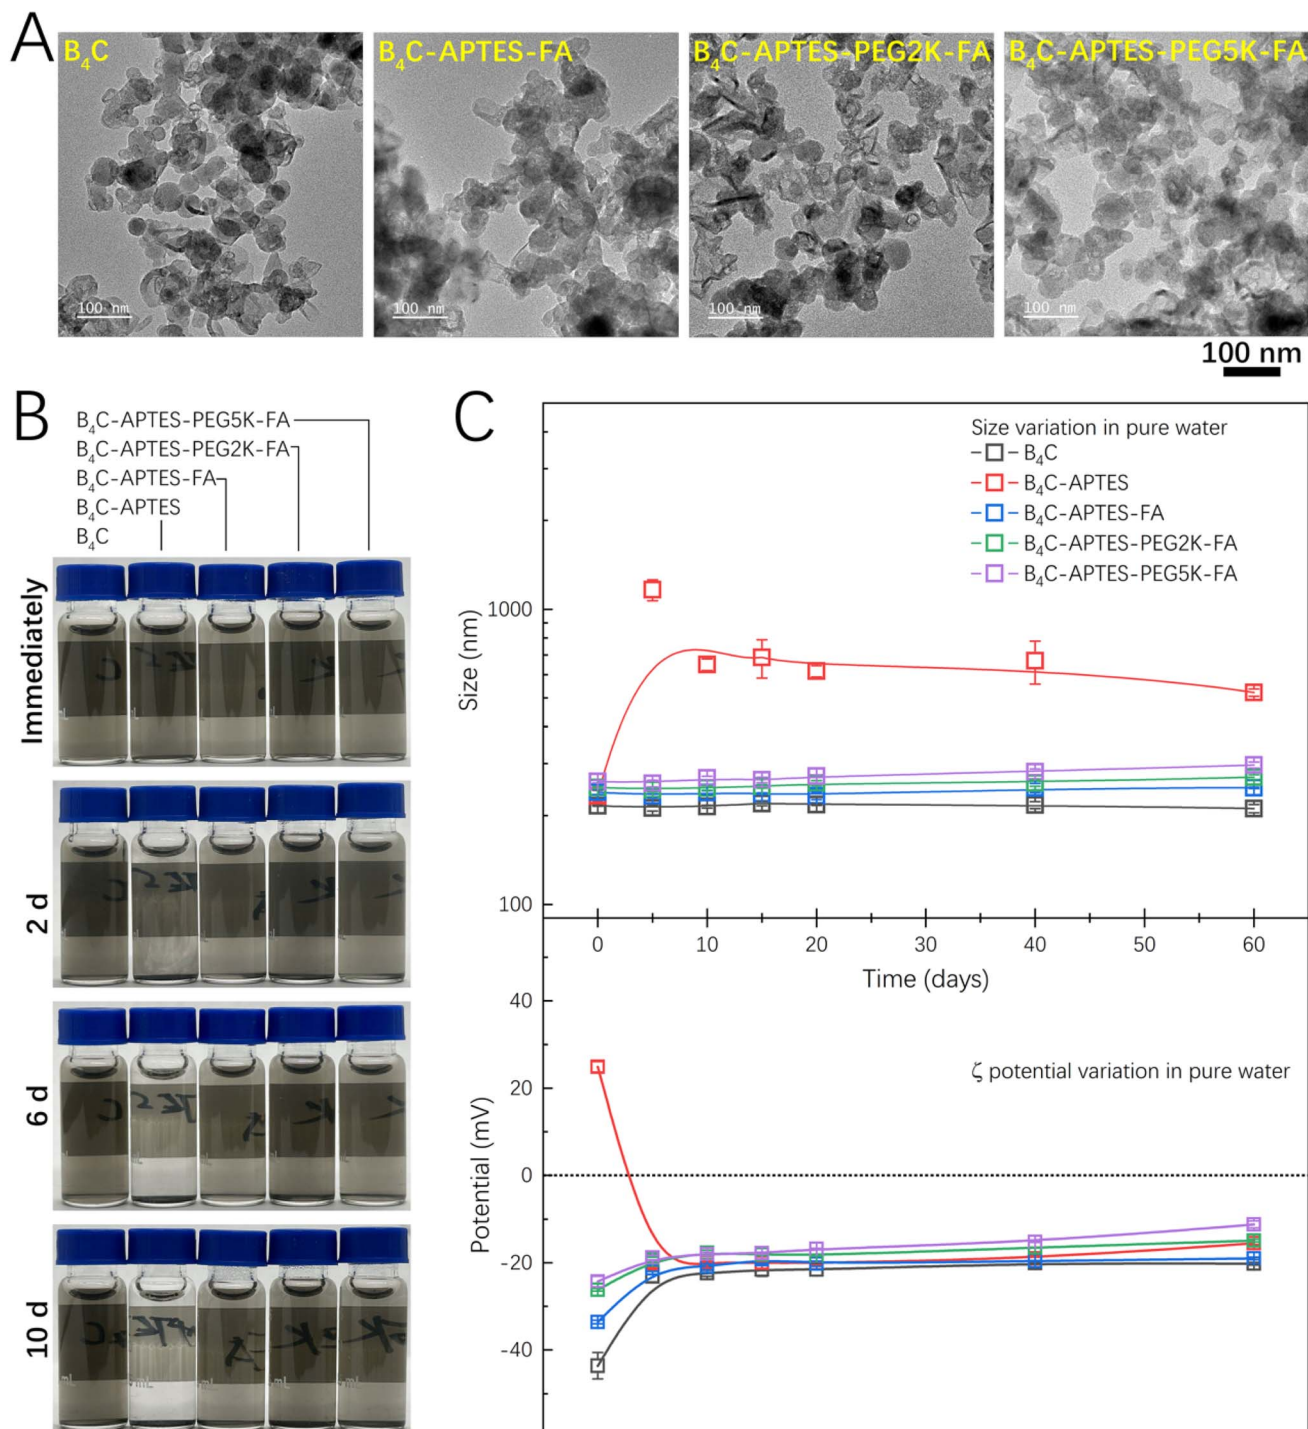 A
B₄C
B₄C-APTES-FA
B₄C-APTES-PEG2K-FA
B₄C-APTES-PEG5K-FA
100 nm
100 nm
100 nm
100 nm
100 nm
B
B₄C-APTES-PEG5K-FA
B₄C-APTES-PEG2K-FA
B₄C-APTES-FA
B₄C-APTES
B₄C
Immediately
2 d
6 d
10 d
C
Size variation in pure water
B₄C
B₄C-APTES
B₄C-APTES-FA
B₄C-APTES-PEG2K-FA
B₄C-APTES-PEG5K-FA
Size (nm)
1000
100
0 10 20 30 40 50 60
Time (days)
ζ potential variation in pure water
Potential (mV)
40
20
0
-20
-40